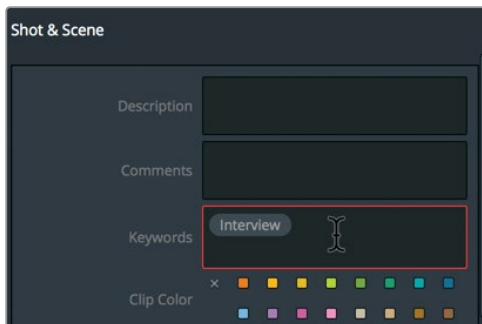 Shot & Scene
Description
Comments
Keywords
Interview
Clip Color